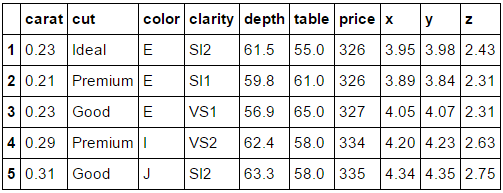 carat cut color clarity depth table price x y z
1 0.23 Ideal E SI2 61.5 55.0 326 3.95 3.98 2.43
2 0.21 Premium E SI1 59.8 61.0 326 3.89 3.84 2.31
3 0.23 Good E VS1 56.9 65.0 327 4.05 4.07 2.31
4 0.29 Premium I VS2 62.4 58.0 334 4.20 4.23 2.63
5 0.31 Good J SI2 63.3 58.0 335 4.34 4.35 2.75